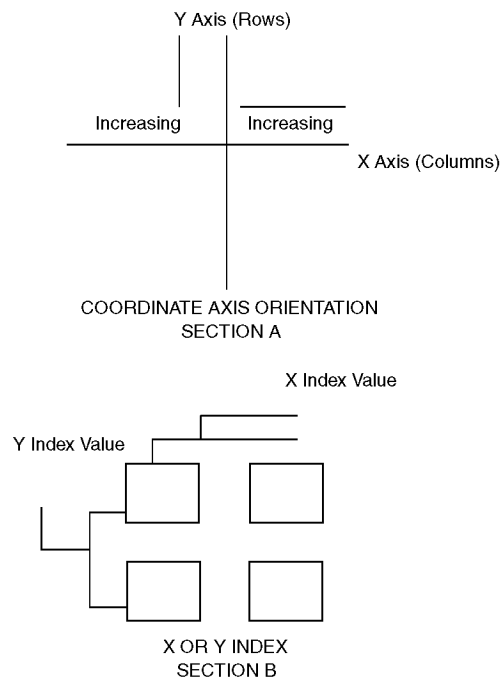 Y Axis (Rows)
Increasing
Increasing
X Axis (Columns)
COORDINATE AXIS ORIENTATION
SECTION A
X Index Value
Y Index Value
X OR Y INDEX
SECTION B